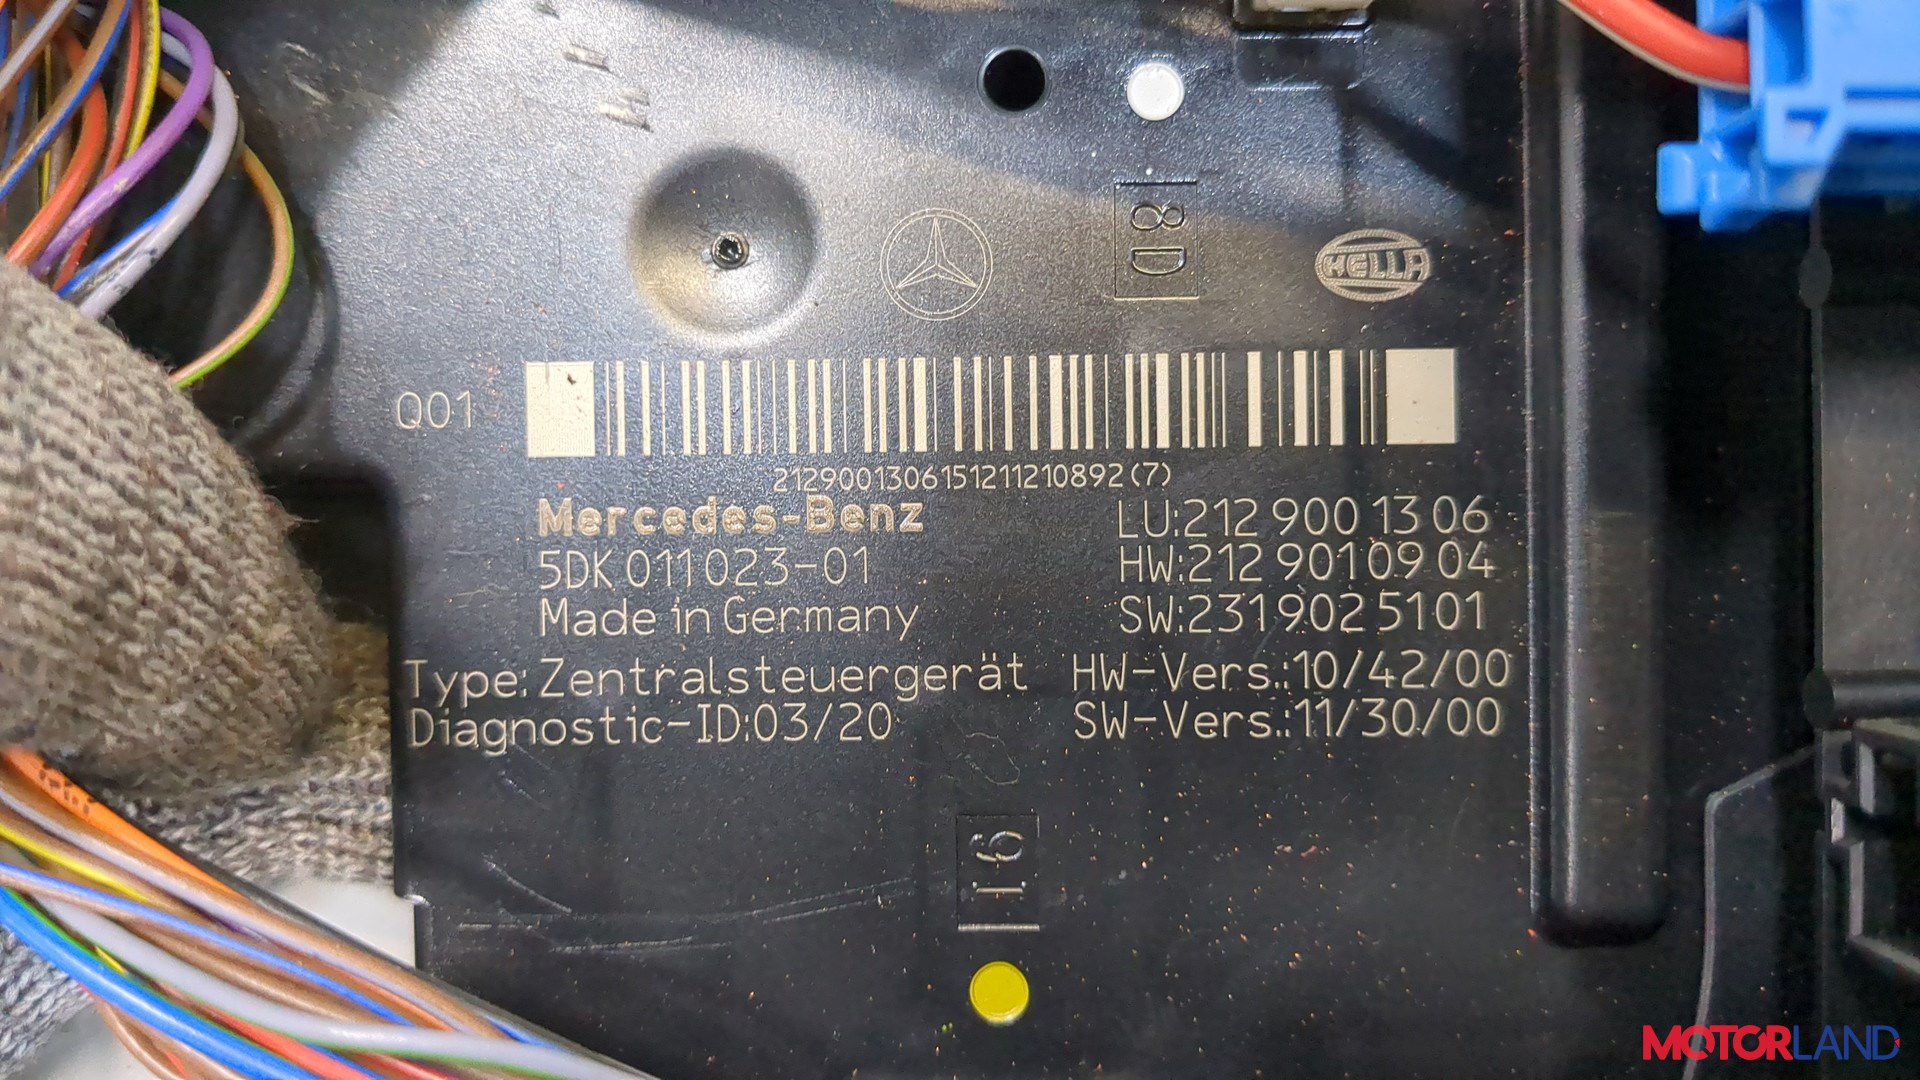 8D
HELLA
Q01
2129001306151211210892(7)
Mercedes-Benz
LU:212 900 13 06
5DK 011 023-01
HW:212 901 09 04
Made in Germany
SW:231 902 51 01
Type: Zentralsteuergerät
HW-Vers.:10/42/00
Diagnostic-ID:03/20
SW-Vers.:11/30/00
I6
MOTORLAND